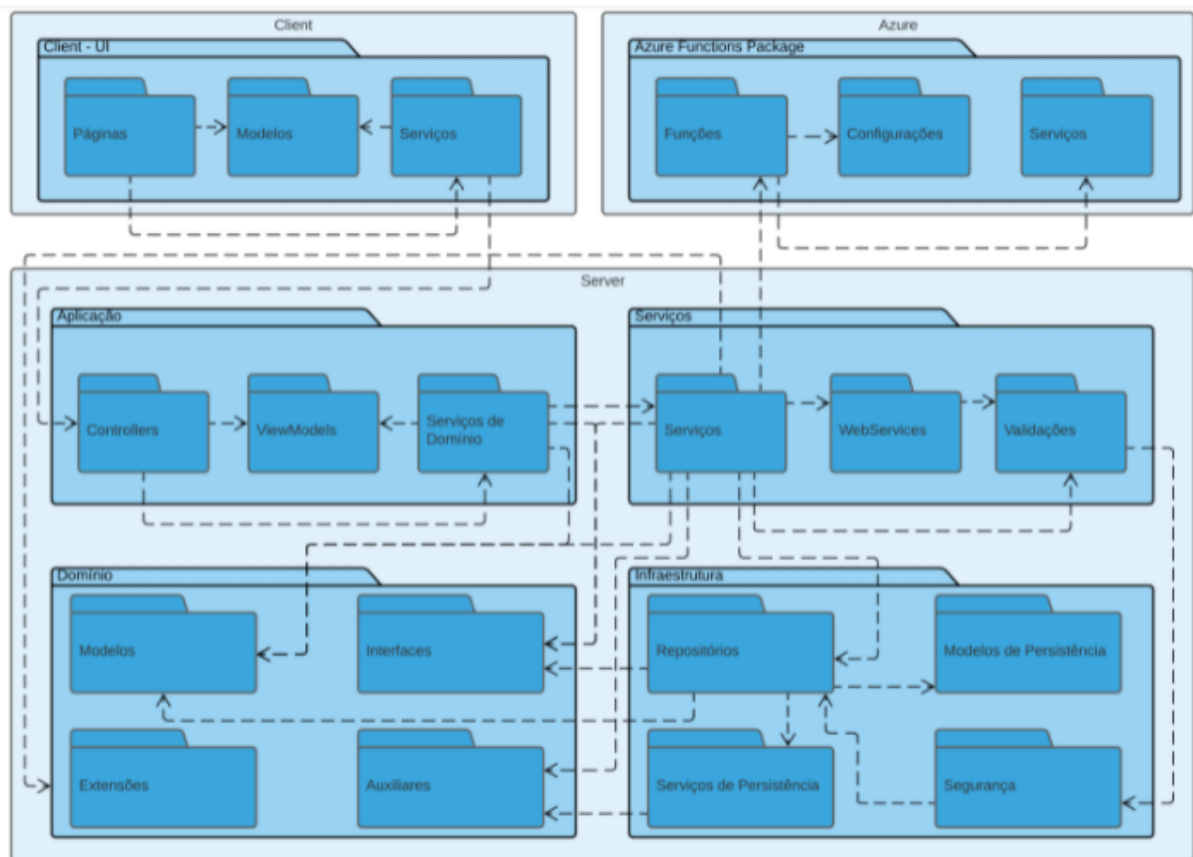 Client
Azure
Client - UI
Azure Functions Package
Páginas
Modelos
Serviços
Funções
Configurações
Serviços
Server
Aplicação
Serviços
Controllers
ViewModels
Serviços de
Domínio
Serviços
WebServices
Validações
Domínio
Infraestrutura
Modelos
Interfaces
Repositórios
Modelos de Persistência
Extensões
Auxiliares
Serviços de Persistência
Segurança